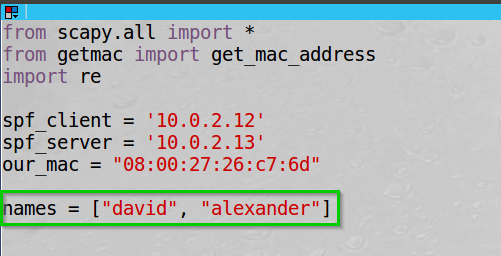 from scapy.all import *
from getmac import get_mac_address
import re
spf_client = '10.0.2.12'
spf_server = '10.0.2.13'
our_mac = "08:00:27:26:c7:6d"
names = ["david", "alexander"]